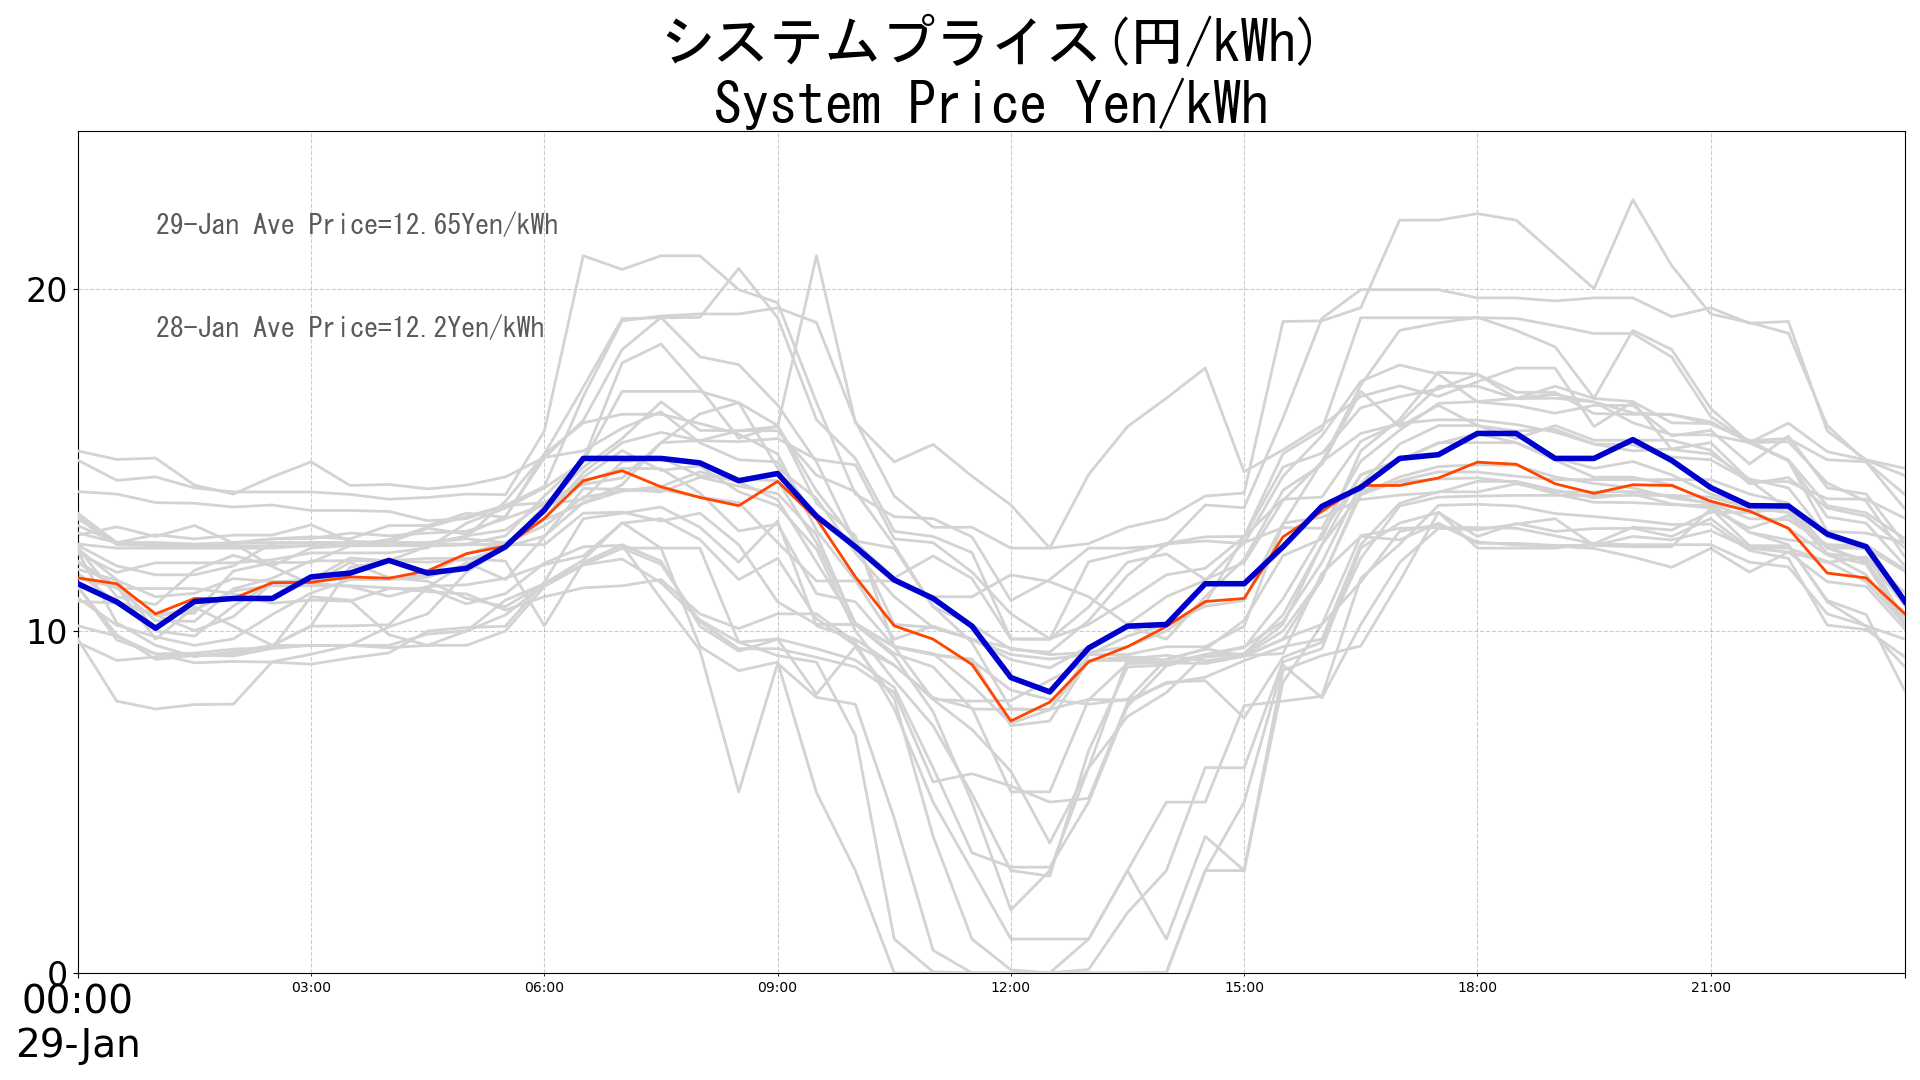 システムプライス(円/kWh)
System Price Yen/kWh
29-Jan Ave Price=12.65Yen/kWh
28-Jan Ave Price=12.2Yen/kWh
20
10
0
00:00 03:00 06:00 09:00 12:00 15:00 18:00 21:00
29-Jan